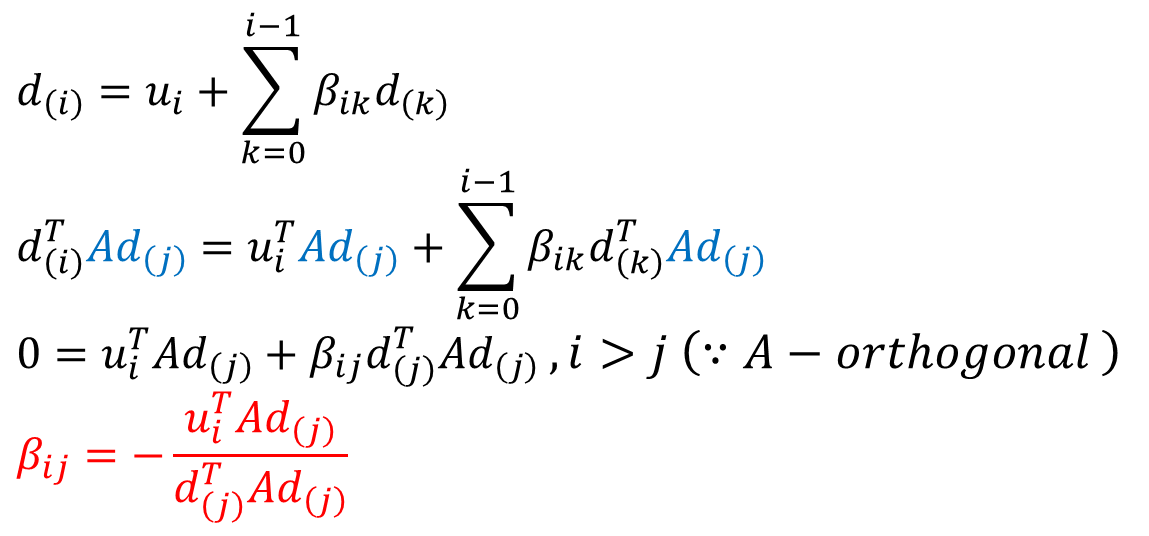 $d_{(i)} = u_i + \sum_{k=0}^{i-1} \beta_{ik} d_{(k)}$
$d_{(i)}^T A d_{(j)} = u_i^T A d_{(j)} + \sum_{k=0}^{i-1} \beta_{ik} d_{(k)}^T A d_{(j)}$
$0 = u_i^T A d_{(j)} + \beta_{ij} d_{(j)}^T A d_{(j)} \, , i > j \, (\because A - orthogonal \, )$
$\beta_{ij} = - \frac{u_i^T A d_{(j)}}{d_{(j)}^T A d_{(j)}}$